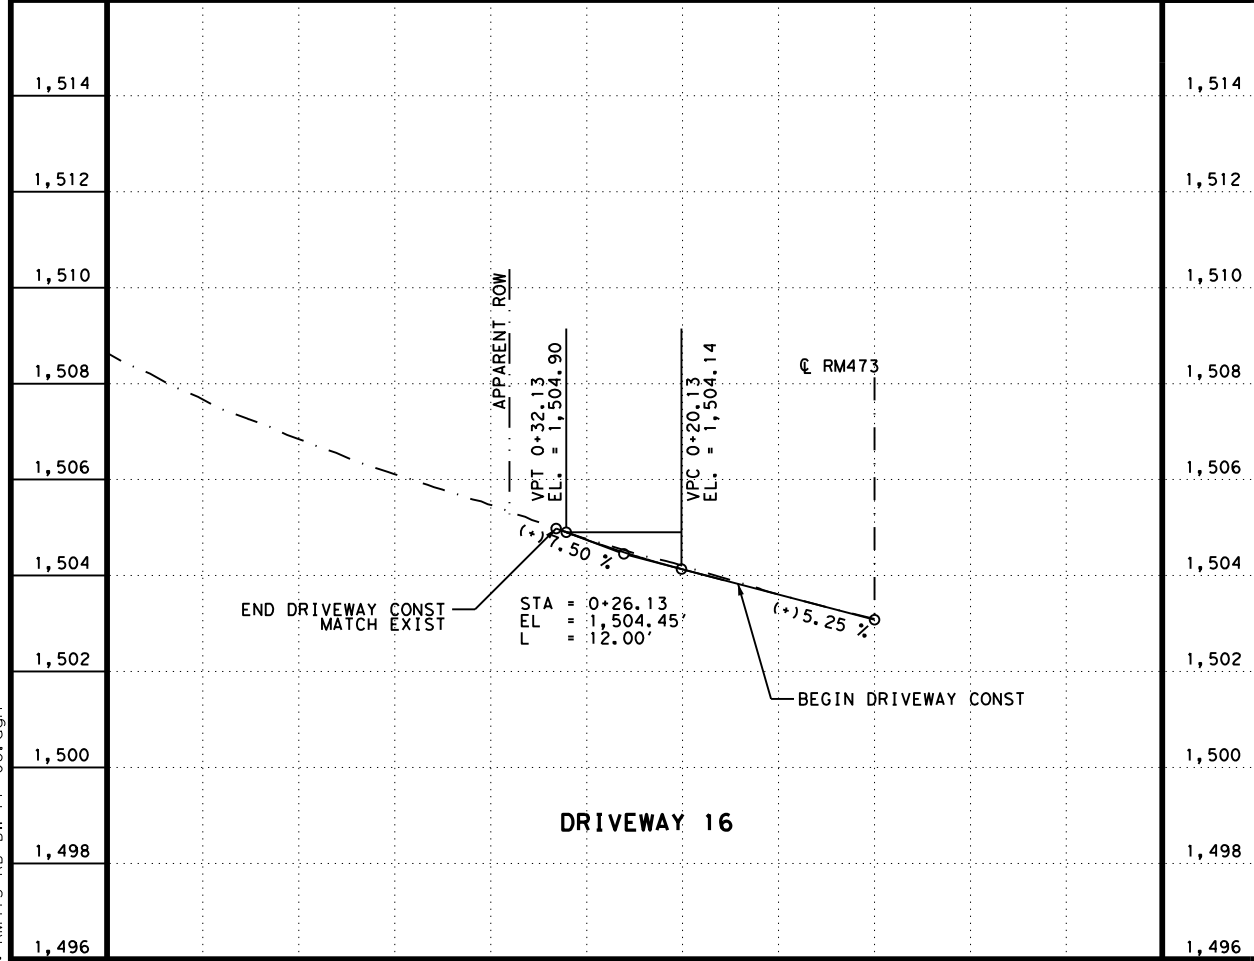 1,514
1,514
1,512
1,512
1,510
1,510
APPARENT ROW
VPT 0+32.13
EL. = 1,504.90
VPC 0+20.13
EL. = 1,504.14
℄ RM473
1,508
1,508
1,506
1,506
(+)7.50 %
1,504
1,504
END DRIVEWAY CONST
MATCH EXIST
STA = 0+26.13
EL = 1,504.45'
L = 12.00'
(+)5.25 %
1,502
1,502
BEGIN DRIVEWAY CONST
1,500
1,500
DRIVEWAY 16
1,498
1,498
1,496
1,496